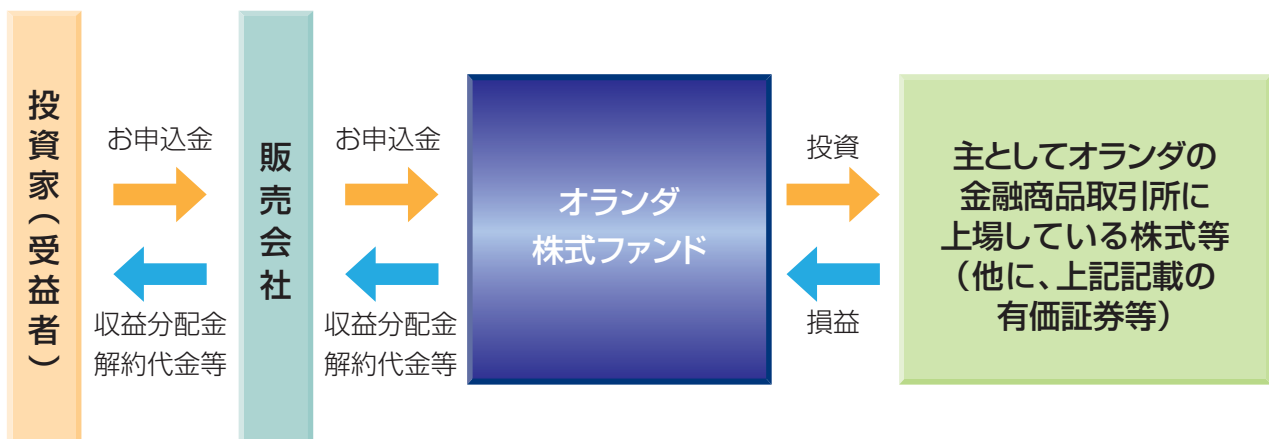 投資家（受益者）
お申込金
収益分配金
解約代金等
販売会社
お申込金
収益分配金
解約代金等
オランダ
株式ファンド
投資
損益
主としてオランダの
金融商品取引所に
上場している株式等
（他に、上記記載の
有価証券等）